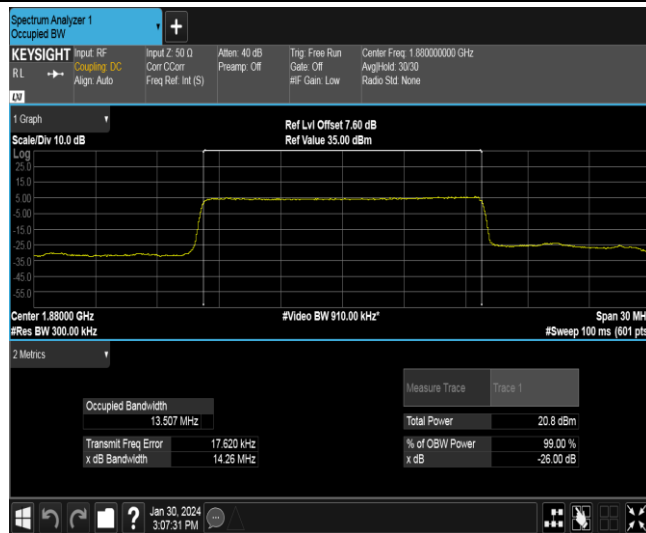 Spectrum Analyzer 1
Occupied BW
KEYSIGHT
RL
Input: RF
Coupling: DC
Align: Auto
Input Z: 50 Ω
Corr CCorr
Freq Ref: Int (S)
Atten: 40 dB
Preamp: Off
Trig: Free Run
Gate: Off
#IF Gain: Low
Center Freq: 1.880000000 GHz
Avg|Hold: 30/30
Radio Std: None
1 Graph
Scale/Div 10.0 dB
Ref Lvl Offset 7.60 dB
Ref Value 35.00 dBm
Log
25.0
15.0
5.00
-5.00
-15.0
-25.0
-35.0
-45.0
-55.0
Center 1.88000 GHz
#Video BW 910.00 kHz*
Span 30 MH
#Res BW 300.00 kHz
#Sweep 100 ms (601 pts
2 Metrics
Measure Trace Trace 1
Occupied Bandwidth
13.507 MHz
Total Power 20.8 dBm
Transmit Freq Error 17.620 kHz
% of OBW Power 99.00 %
x dB Bandwidth 14.26 MHz
x dB -26.00 dB
?
Jan 30, 2024
3:07:31 PM